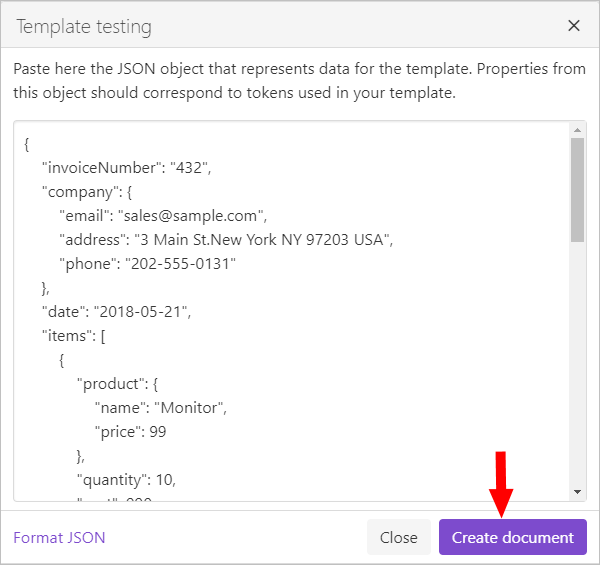 Template testing
Paste here the JSON object that represents data for the template. Properties from
this object should correspond to tokens used in your template.
{
"invoiceNumber": "432",
"company": {
"email": "sales@sample.com",
"address": "3 Main St.New York NY 97203 USA",
"phone": "202-555-0131"
},
"date": "2018-05-21",
"items": [
{
"product": {
"name": "Monitor",
"price": 99
},
"quantity": 10,
Format JSON
Close
Create document